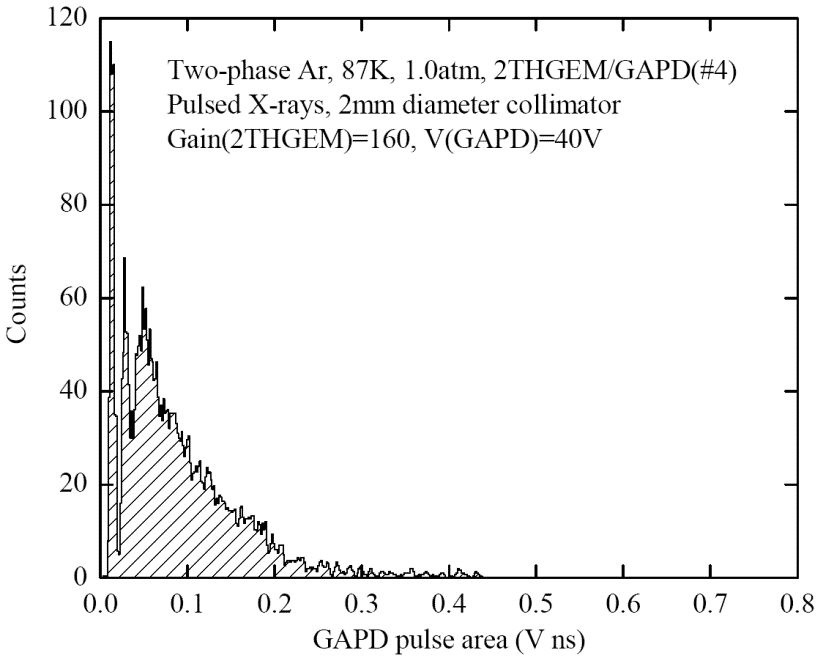 120
Two-phase Ar, 87K, 1.0atm, 2THGEM/GAPD(#4)
100
Pulsed X-rays, 2mm diameter collimator
Gain(2THGEM)=160, V(GAPD)=40V
80
Counts
60
40
20
0
0.0 0.1 0.2 0.3 0.4 0.5 0.6 0.7 0.8
GAPD pulse area (V ns)